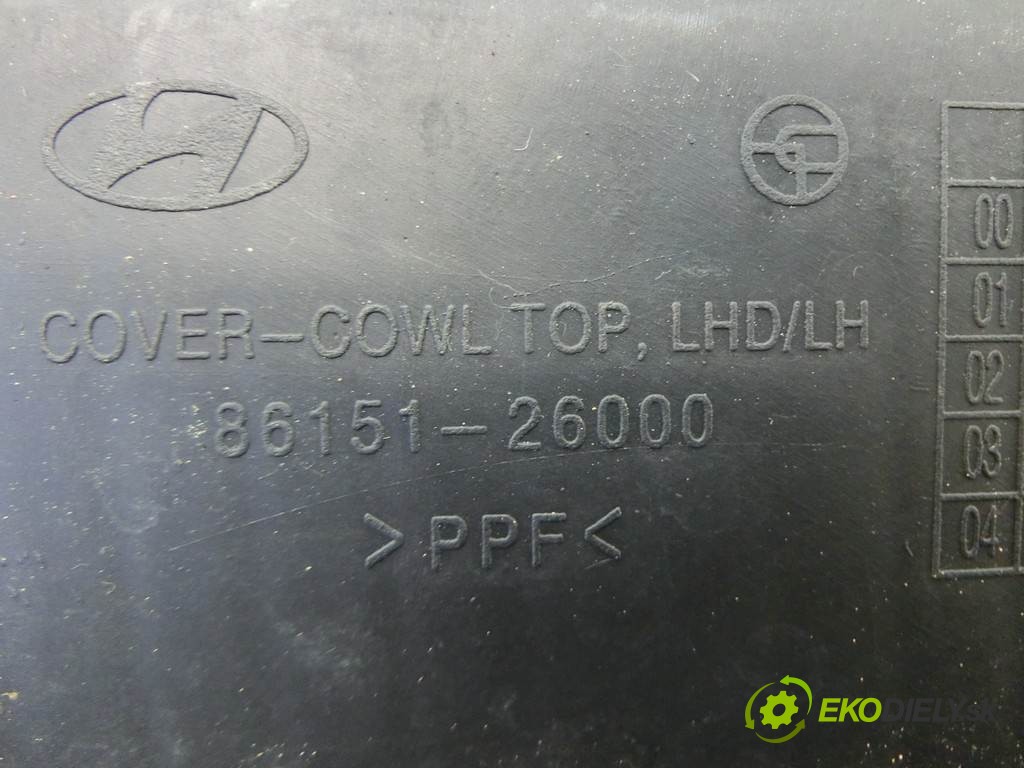 COVER-COWL TOP, LHD/LH
86151-26000
>PPF<
00
01
02
03
04
EKODIELY.SK